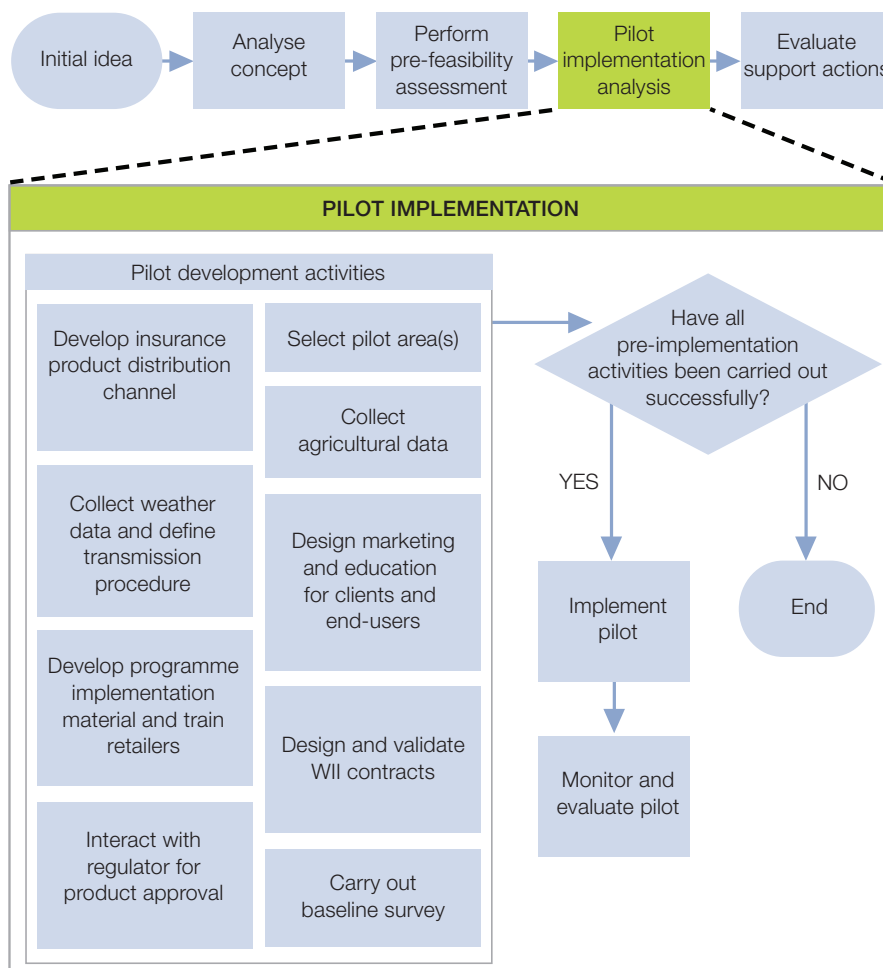 Initial idea
Analyse
concept
Perform
pre-feasibility
assessment
Pilot
implementation
analysis
Evaluate
support actions
PILOT IMPLEMENTATION
Pilot development activities
Develop insurance
product distribution
channel
Collect weather
data and define
transmission
procedure
Develop programme
implementation
material and train
retailers
Interact with
regulator for
product approval
Select pilot area(s)
Collect
agricultural data
Design marketing
and education
for clients and
end-users
Design and validate
WII contracts
Carry out
baseline survey
Have all
pre-implementation
activities been carried out
successfully?
YES
NO
Implement
pilot
End
Monitor and
evaluate pilot